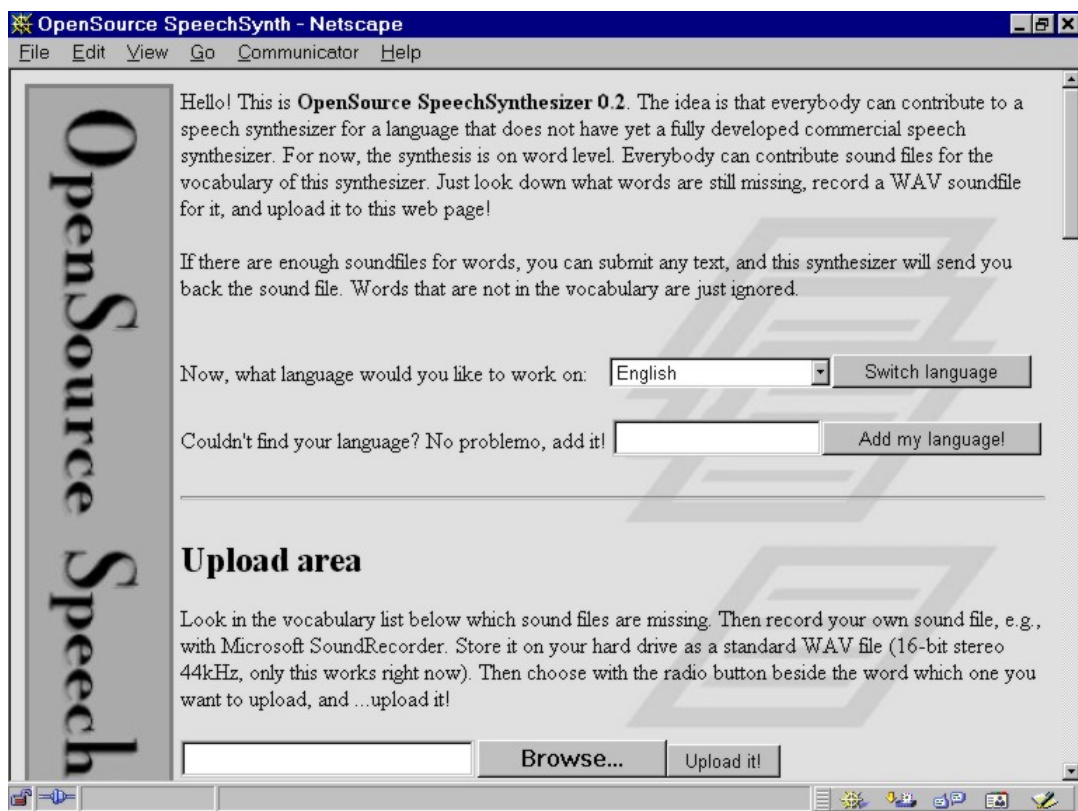 OpenSource SpeechSynth - Netscape
File Edit View Go Communicator Help
OpenSource Speech
Hello! This is OpenSource SpeechSynthesizer 0.2. The idea is that everybody can contribute to a
speech synthesizer for a language that does not have yet a fully developed commercial speech
synthesizer. For now, the synthesis is on word level. Everybody can contribute sound files for the
vocabulary of this synthesizer. Just look down what words are still missing, record a WAV soundfile
for it, and upload it to this web page!
If there are enough soundfiles for words, you can submit any text, and this synthesizer will send you
back the sound file. Words that are not in the vocabulary are just ignored.
Now, what language would you like to work on: English Switch language
Couldn't find your language? No problemo, add it! Add my language!
Upload area
Look in the vocabulary list below which sound files are missing. Then record your own sound file, e.g.,
with Microsoft SoundRecorder. Store it on your hard drive as a standard WAV file (16-bit stereo
44kHz, only this works right now). Then choose with the radio button beside the word which one you
want to upload, and ...upload it!
Browse... Upload it!